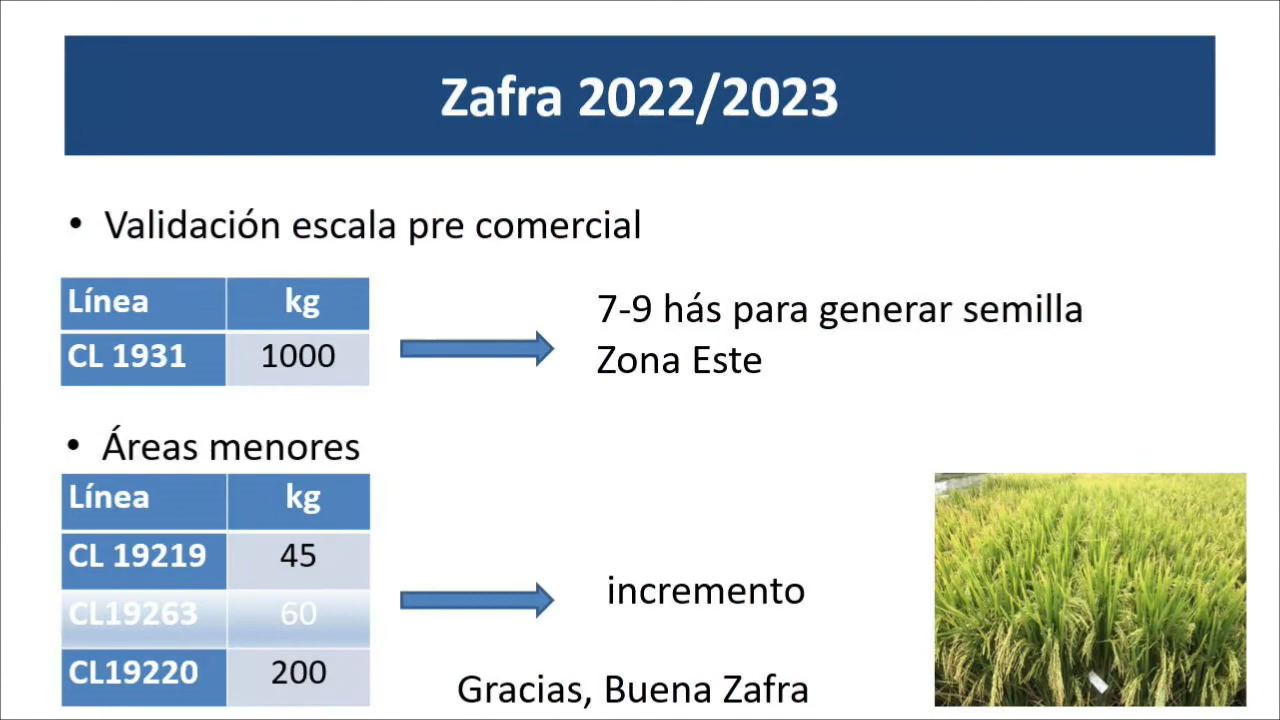 Zafra 2022/2023
• Validación escala pre comercial
Línea kg
CL 1931 1000
7-9 hás para generar semilla
Zona Este
• Áreas menores
Línea kg
CL 19219 45
CL19263 60
CL19220 200
incremento
Gracias, Buena Zafra